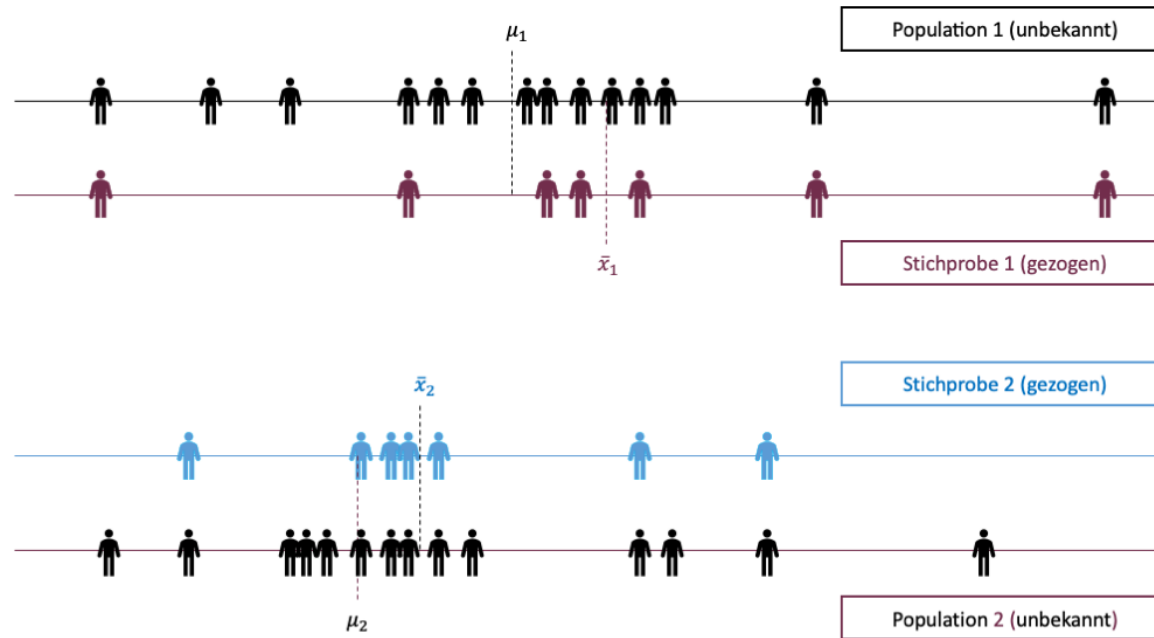 Population 1 (unbekannt)
μ₁
x̄₁
Stichprobe 1 (gezogen)
Stichprobe 2 (gezogen)
x̄₂
μ₂
Population 2 (unbekannt)